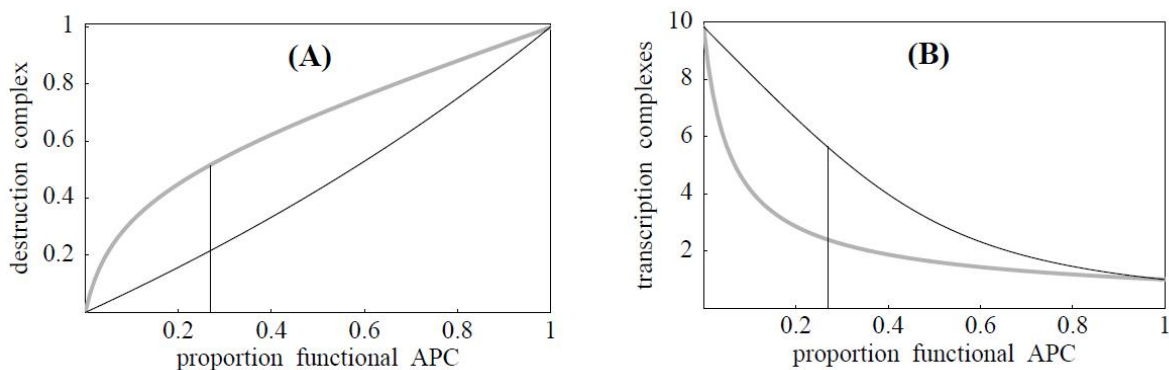 (A)
destruction complex
1
0.8
0.6
0.4
0.2
0.2 0.4 0.6 0.8 1
proportion functional APC
(B)
transcription complexes
10
8
6
4
2
0.2 0.4 0.6 0.8 1
proportion functional APC